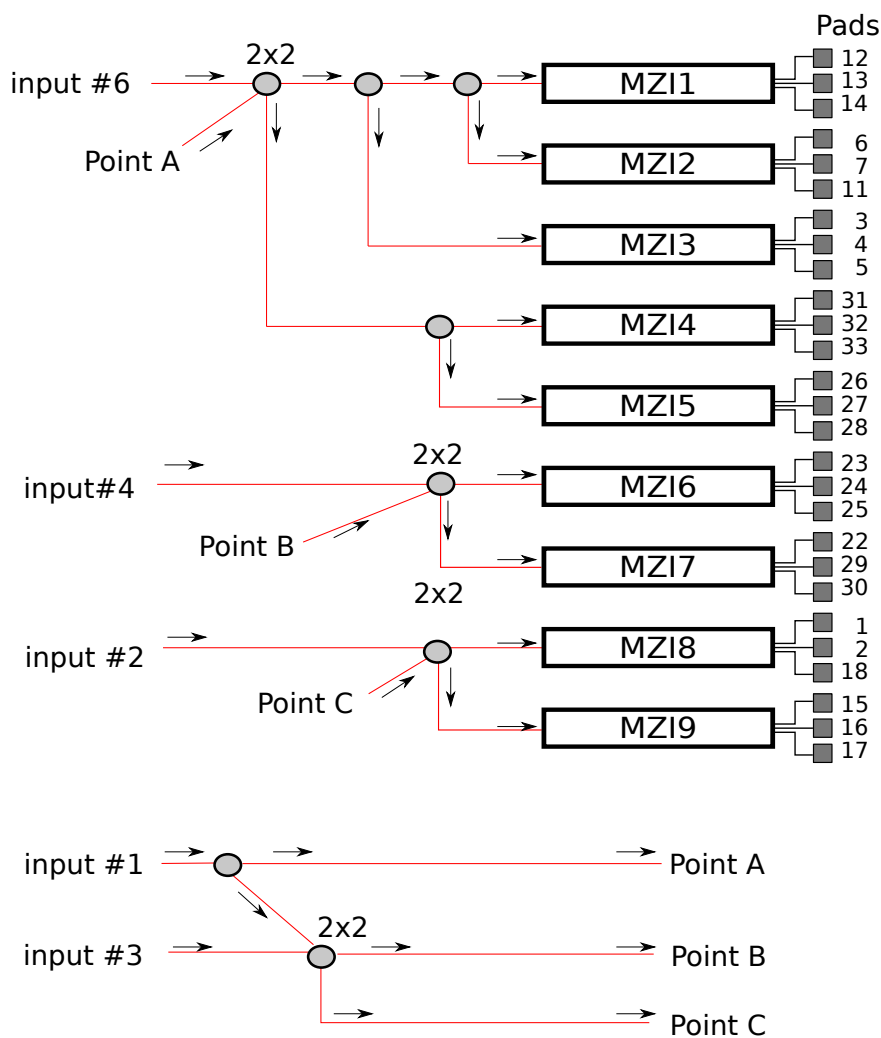 Pads
2x2
12
input #6
MZI1
13
14
Point A
6
MZI2
7
11
3
MZI3
4
5
31
MZI4
32
33
26
MZI5
27
28
2x2
23
input#4
MZI6
24
25
Point B
22
MZI7
29
30
2x2
1
input #2
MZI8
2
18
Point C
15
MZI9
16
17
input #1
Point A
2x2
input #3
Point B
Point C